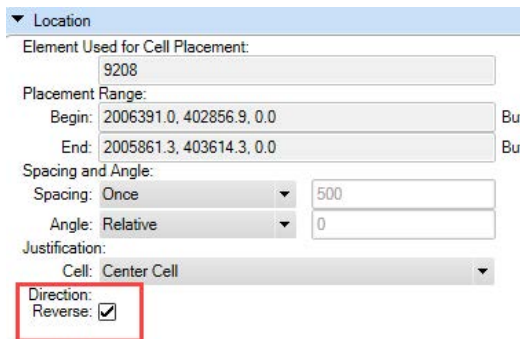 Location
Element Used for Cell Placement:
9208
Placement Range:
Begin: 2006391.0, 402856.9, 0.0 Bu
End: 2005861.3, 403614.3, 0.0 Bu
Spacing and Angle:
Spacing: Once 500
Angle: Relative 0
Justification:
Cell: Center Cell
Direction:
Reverse: